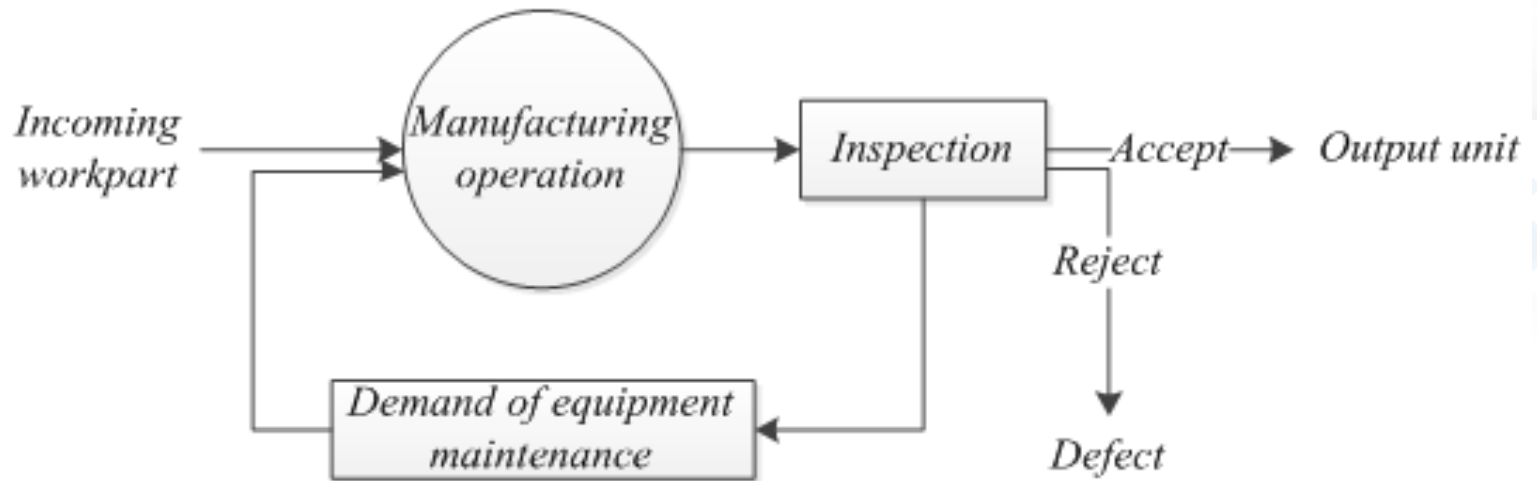 Incoming
workpart
Manufacturing
operation
Inspection
Accept
Output unit
Reject
Demand of equipment
maintenance
Defect